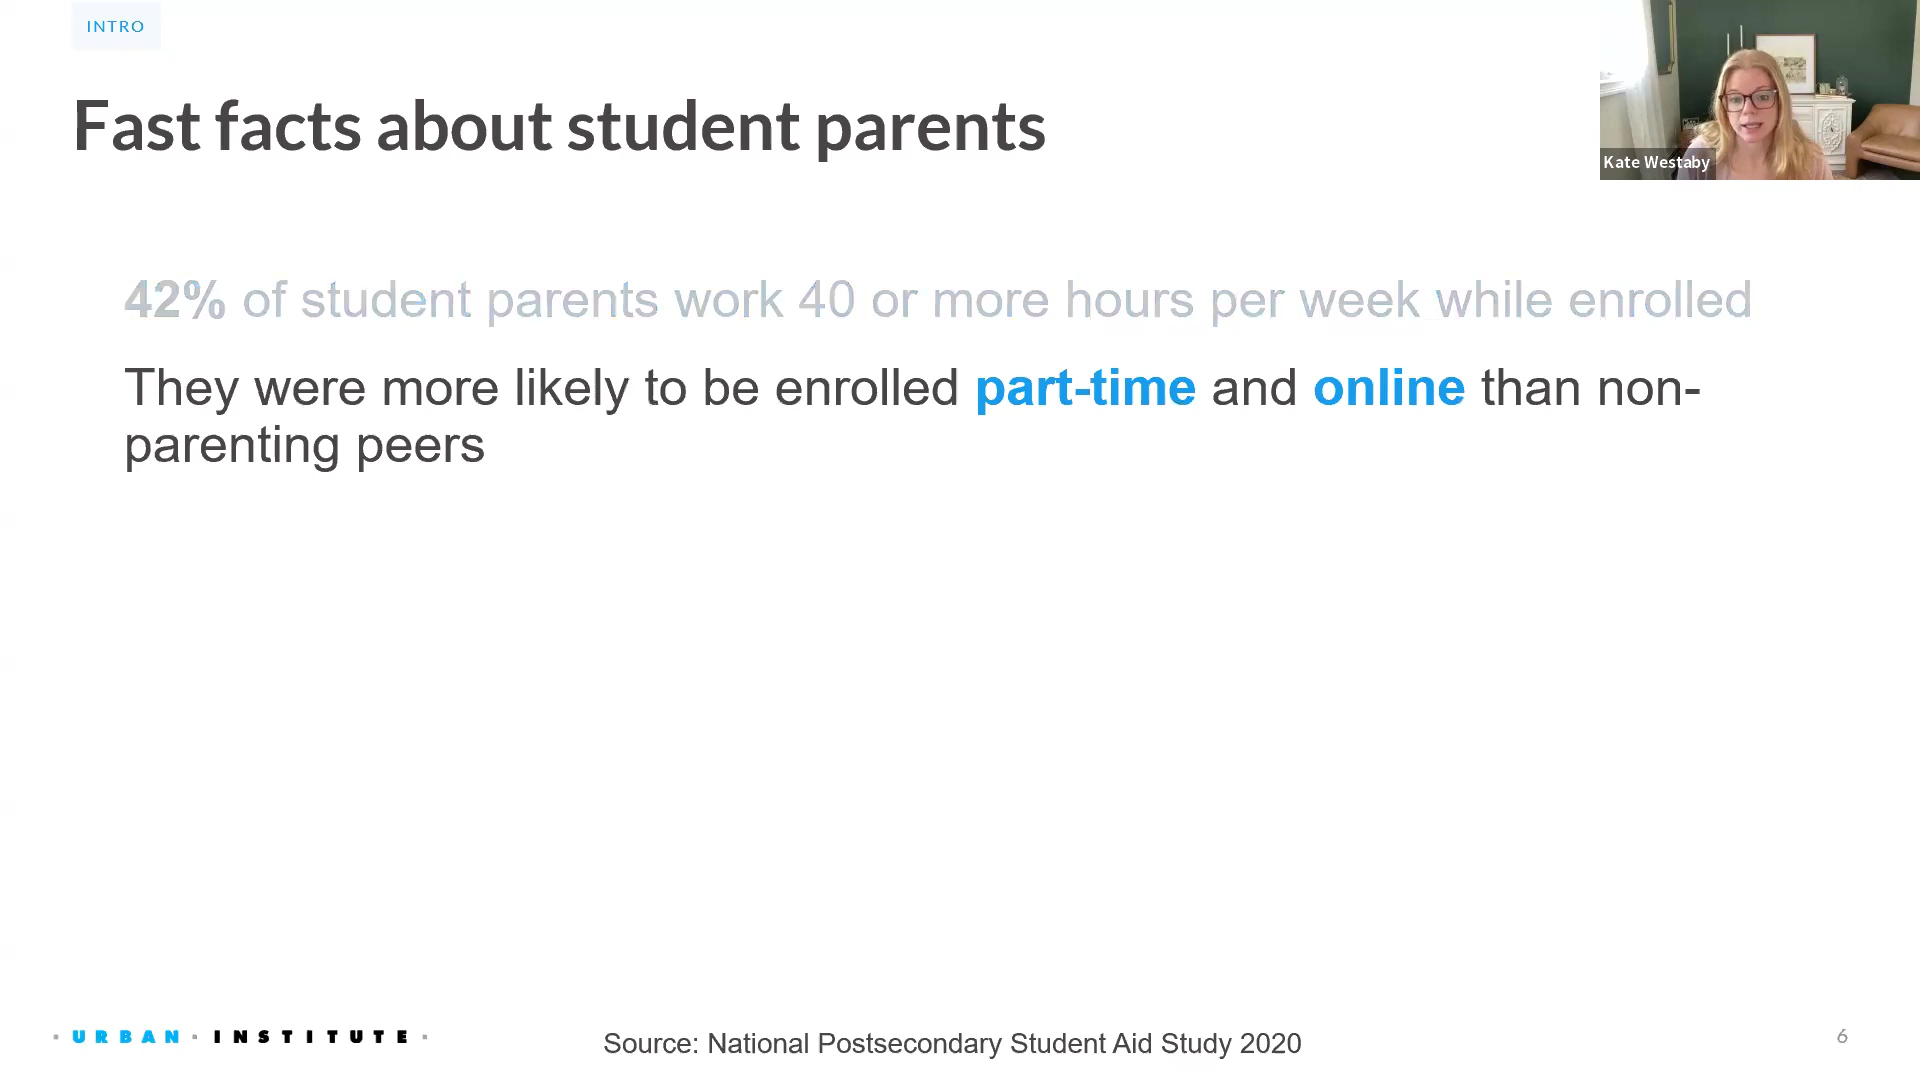 INTRO
Fast facts about student parents
Kate Westaby
42% of student parents work 40 or more hours per week while enrolled
They were more likely to be enrolled part-time and online than non-
parenting peers
URBAN · INSTITUTE
Source: National Postsecondary Student Aid Study 2020
6